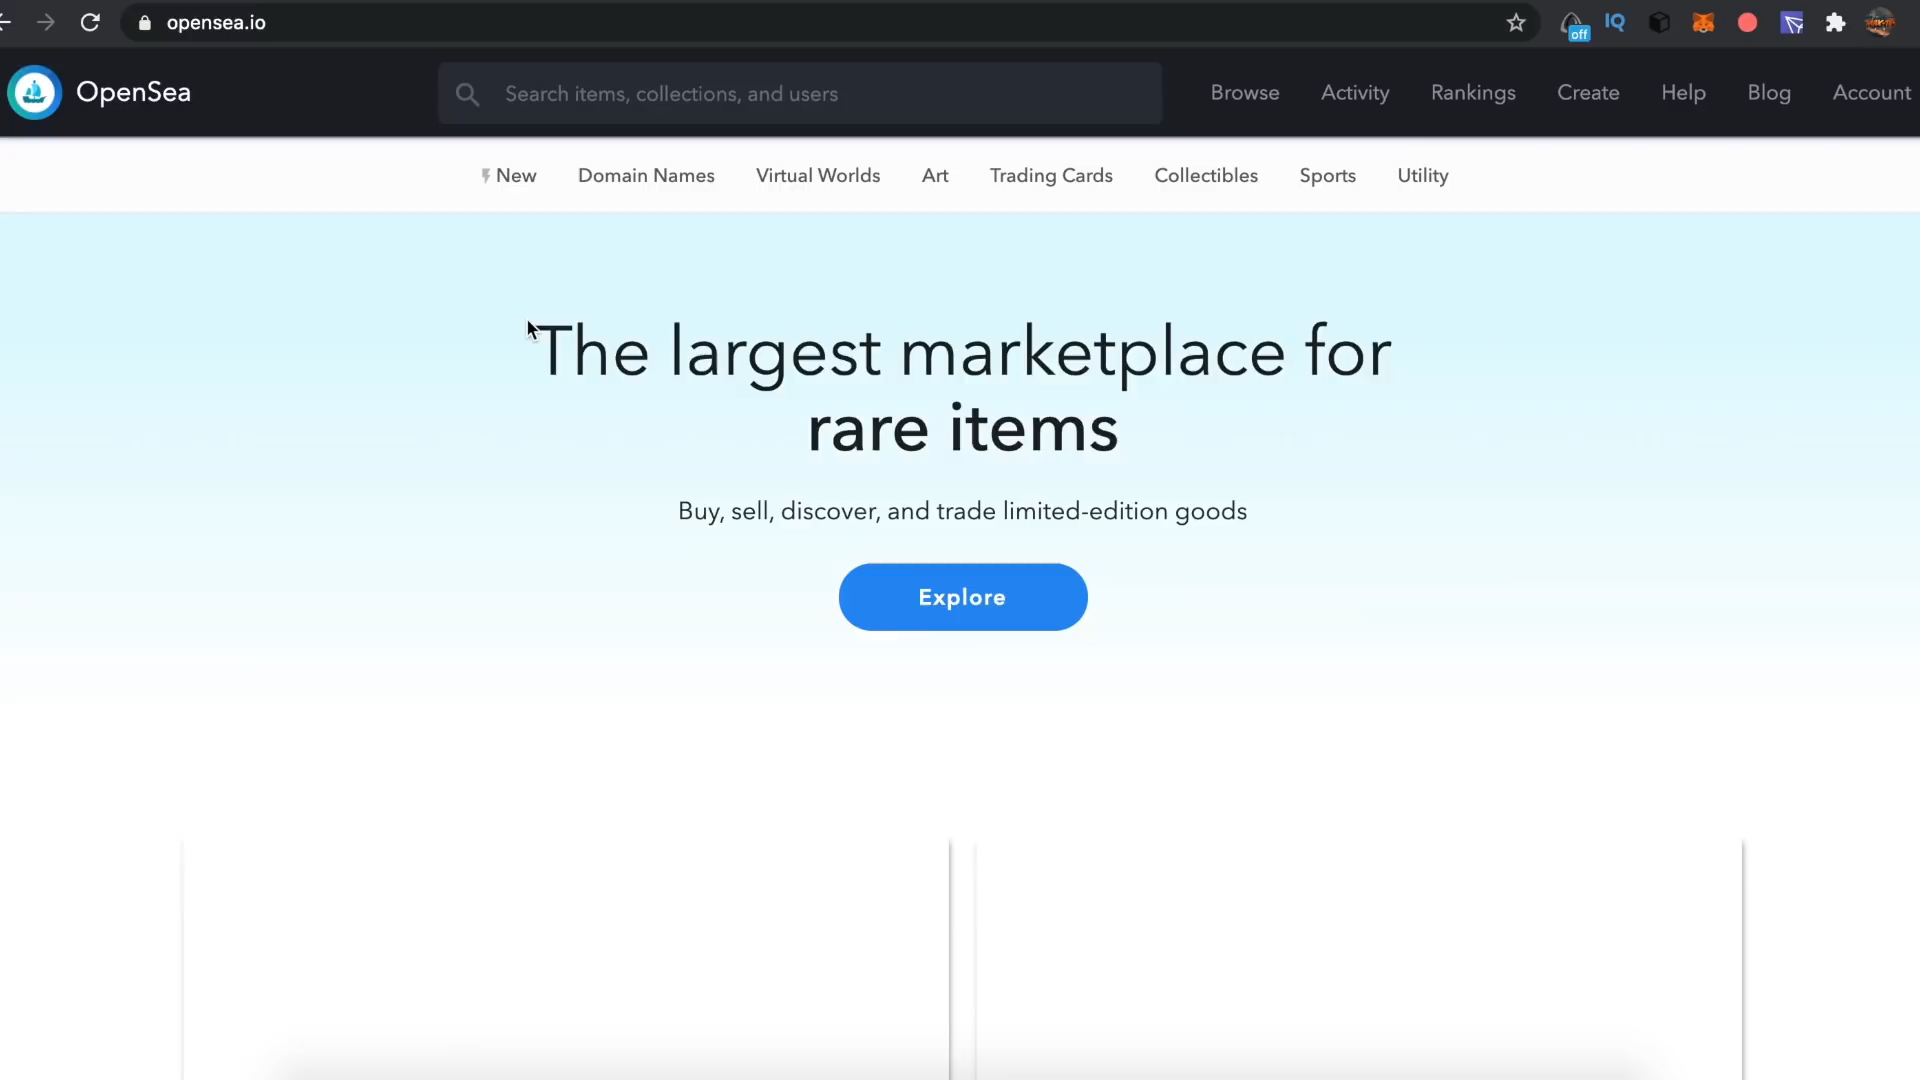 opensea.io
off
IQ
OpenSea
Search items, collections, and users
Browse
Activity
Rankings
Create
Help
Blog
Account
New
Domain Names
Virtual Worlds
Art
Trading Cards
Collectibles
Sports
Utility
The largest marketplace for
rare items
Buy, sell, discover, and trade limited-edition goods
Explore